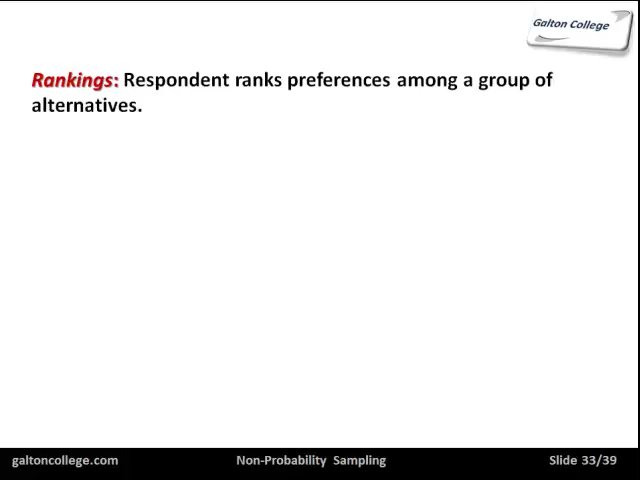 Galton College
Rankings: Respondent ranks preferences among a group of
alternatives.
galtoncollege.com Non-Probability Sampling Slide 33/39